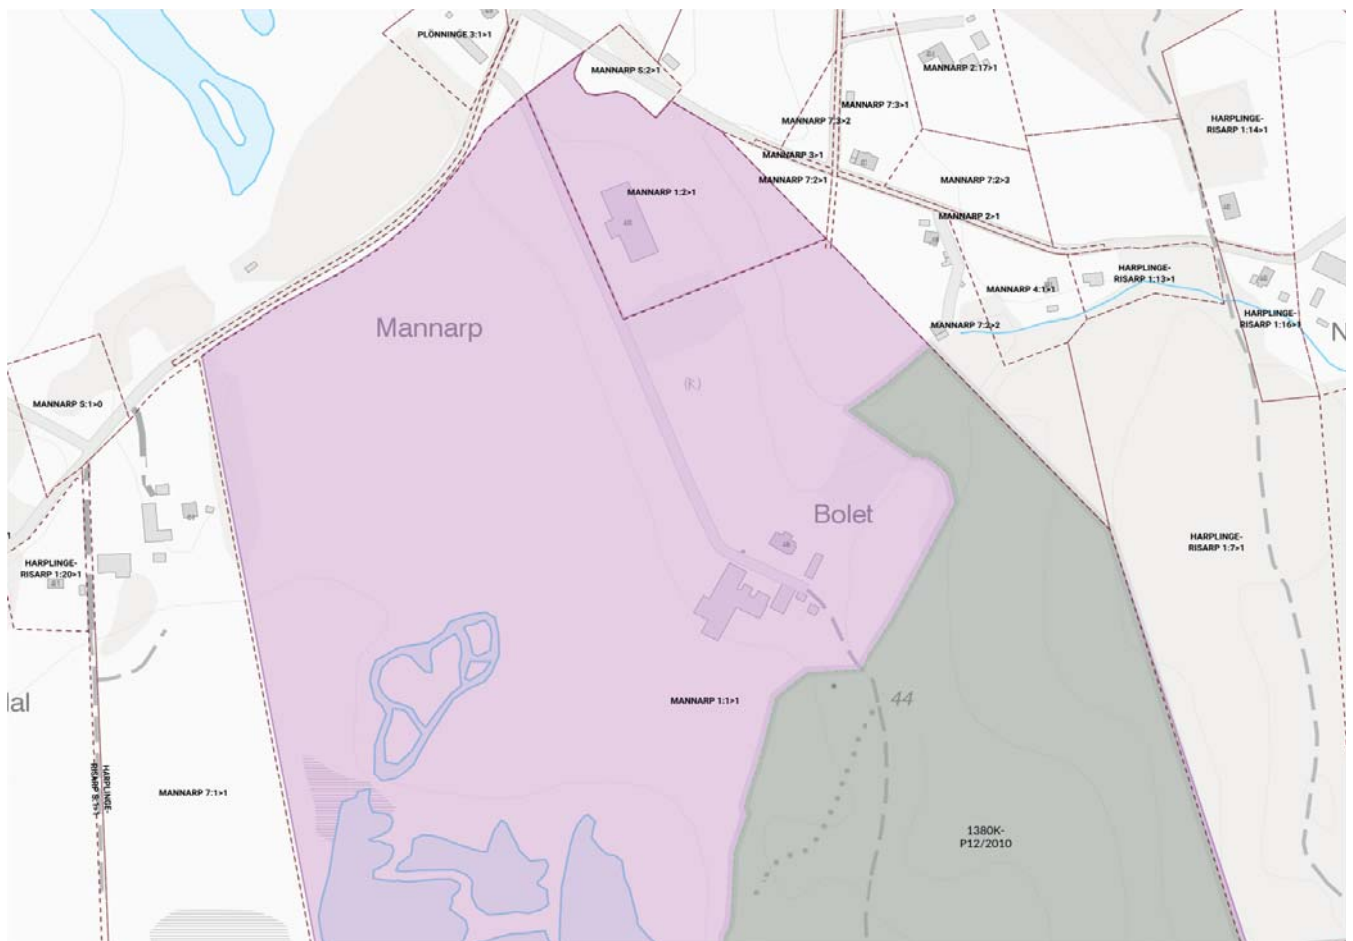 PLÖNNINGE 3:1>1
MANNARP S:2>1
MANNARP 2:17>1
MANNARP 7:3>1
MANNARP 7:3>2
HARPLINGE-
RISARP 1:14>1
MANNARP 3>1
MANNARP 7:2>1
MANNARP 7:2>3
MANNARP 1:2>1
MANNARP 2>1
HARPLINGE-
RISARP 1:13>1
MANNARP 4:1>1
HARPLINGE-
RISARP 1:16>1
MANNARP 7:2>2
Mannarp
N
(k)
MANNARP S:1>0
Bolet
HARPLINGE-
RISARP 1:7>1
HARPLINGE-
RISARP 1:20>1
MANNARP 1:1>1
44
lal
HARPLINGE-
RISARP 9:1>1
MANNARP 7:1>1
1380K-
P12/2010